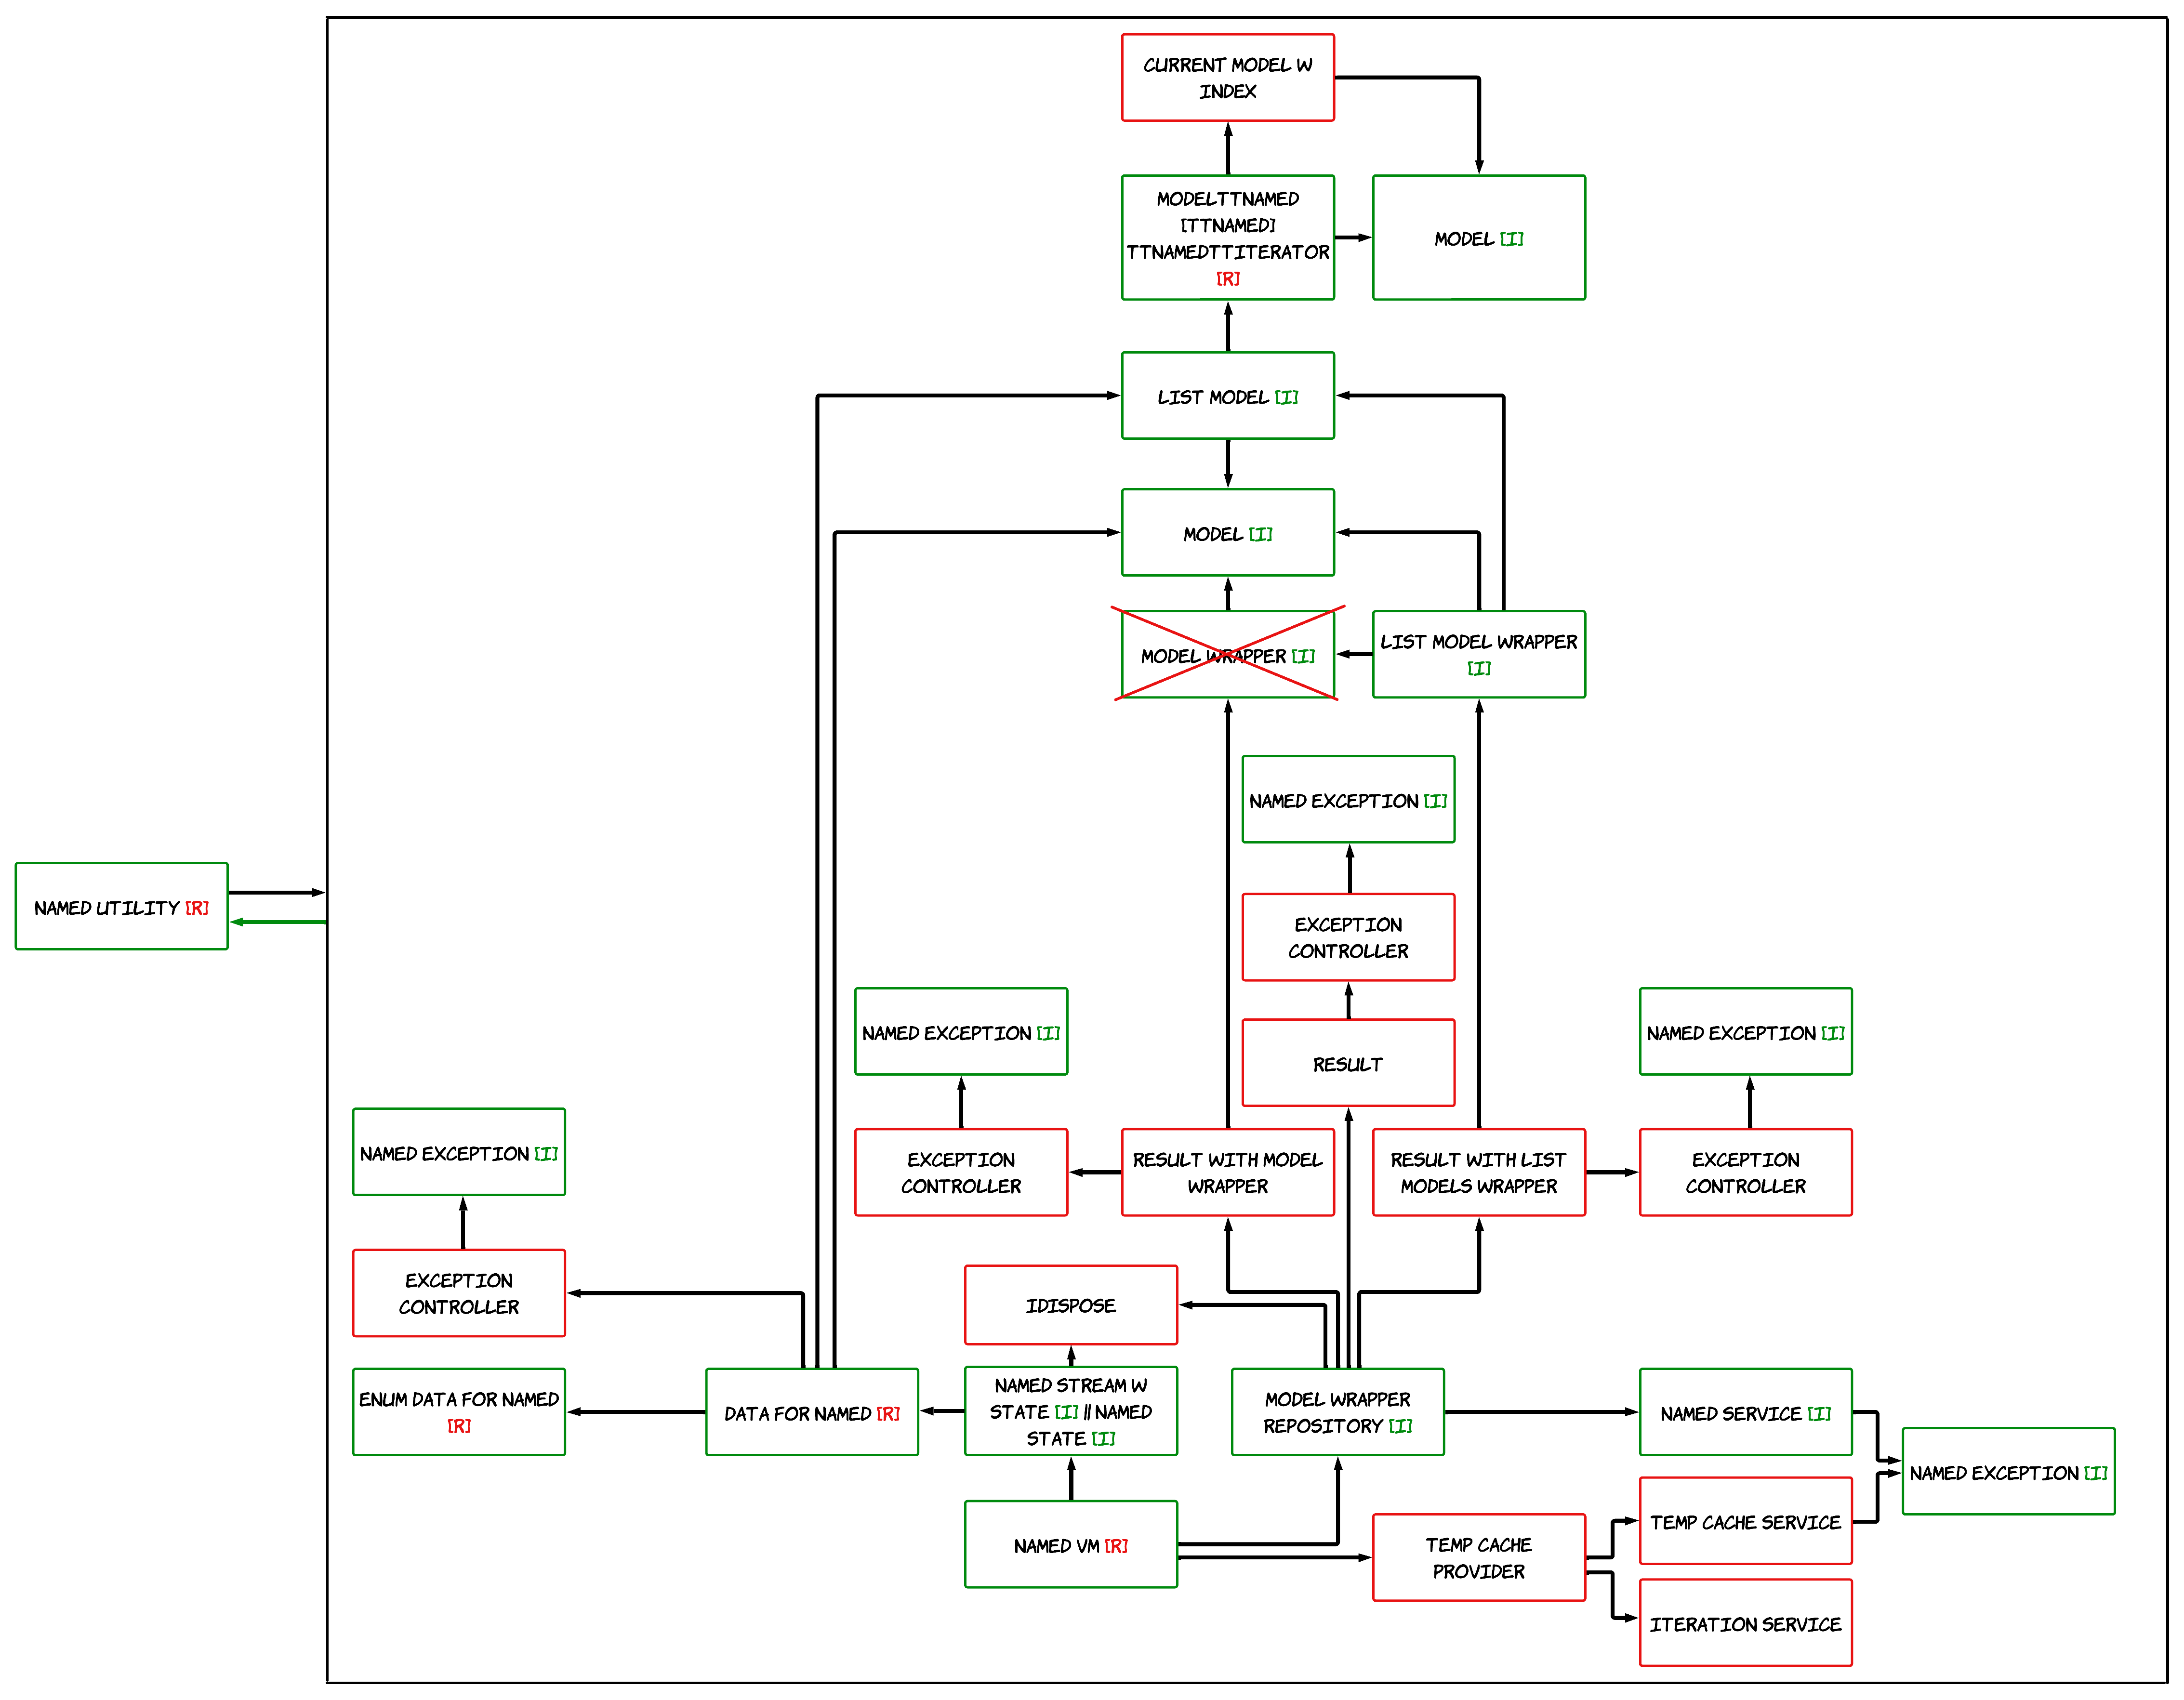 CURRENT MODEL W
INDEX
MODELTTNAMED
[TTNAMED]
TTNAMEDTTITERATOR
[R]
MODEL [I]
LIST MODEL [I]
MODEL [I]
MODEL WRAPPER [I]
LIST MODEL WRAPPER
[I]
NAMED EXCEPTION [I]
NAMED UTILITY [R]
EXCEPTION
CONTROLLER
NAMED EXCEPTION [I]
RESULT
NAMED EXCEPTION [I]
NAMED EXCEPTION [I]
EXCEPTION
CONTROLLER
RESULT WITH MODEL
WRAPPER
RESULT WITH LIST
MODELS WRAPPER
EXCEPTION
CONTROLLER
EXCEPTION
CONTROLLER
IDISPOSE
ENUM DATA FOR NAMED
[R]
DATA FOR NAMED [R]
NAMED STREAM W
STATE [I] // NAMED
STATE [I]
MODEL WRAPPER
REPOSITORY [I]
NAMED SERVICE [I]
NAMED EXCEPTION [I]
NAMED VM [R]
TEMP CACHE
PROVIDER
TEMP CACHE SERVICE
ITERATION SERVICE